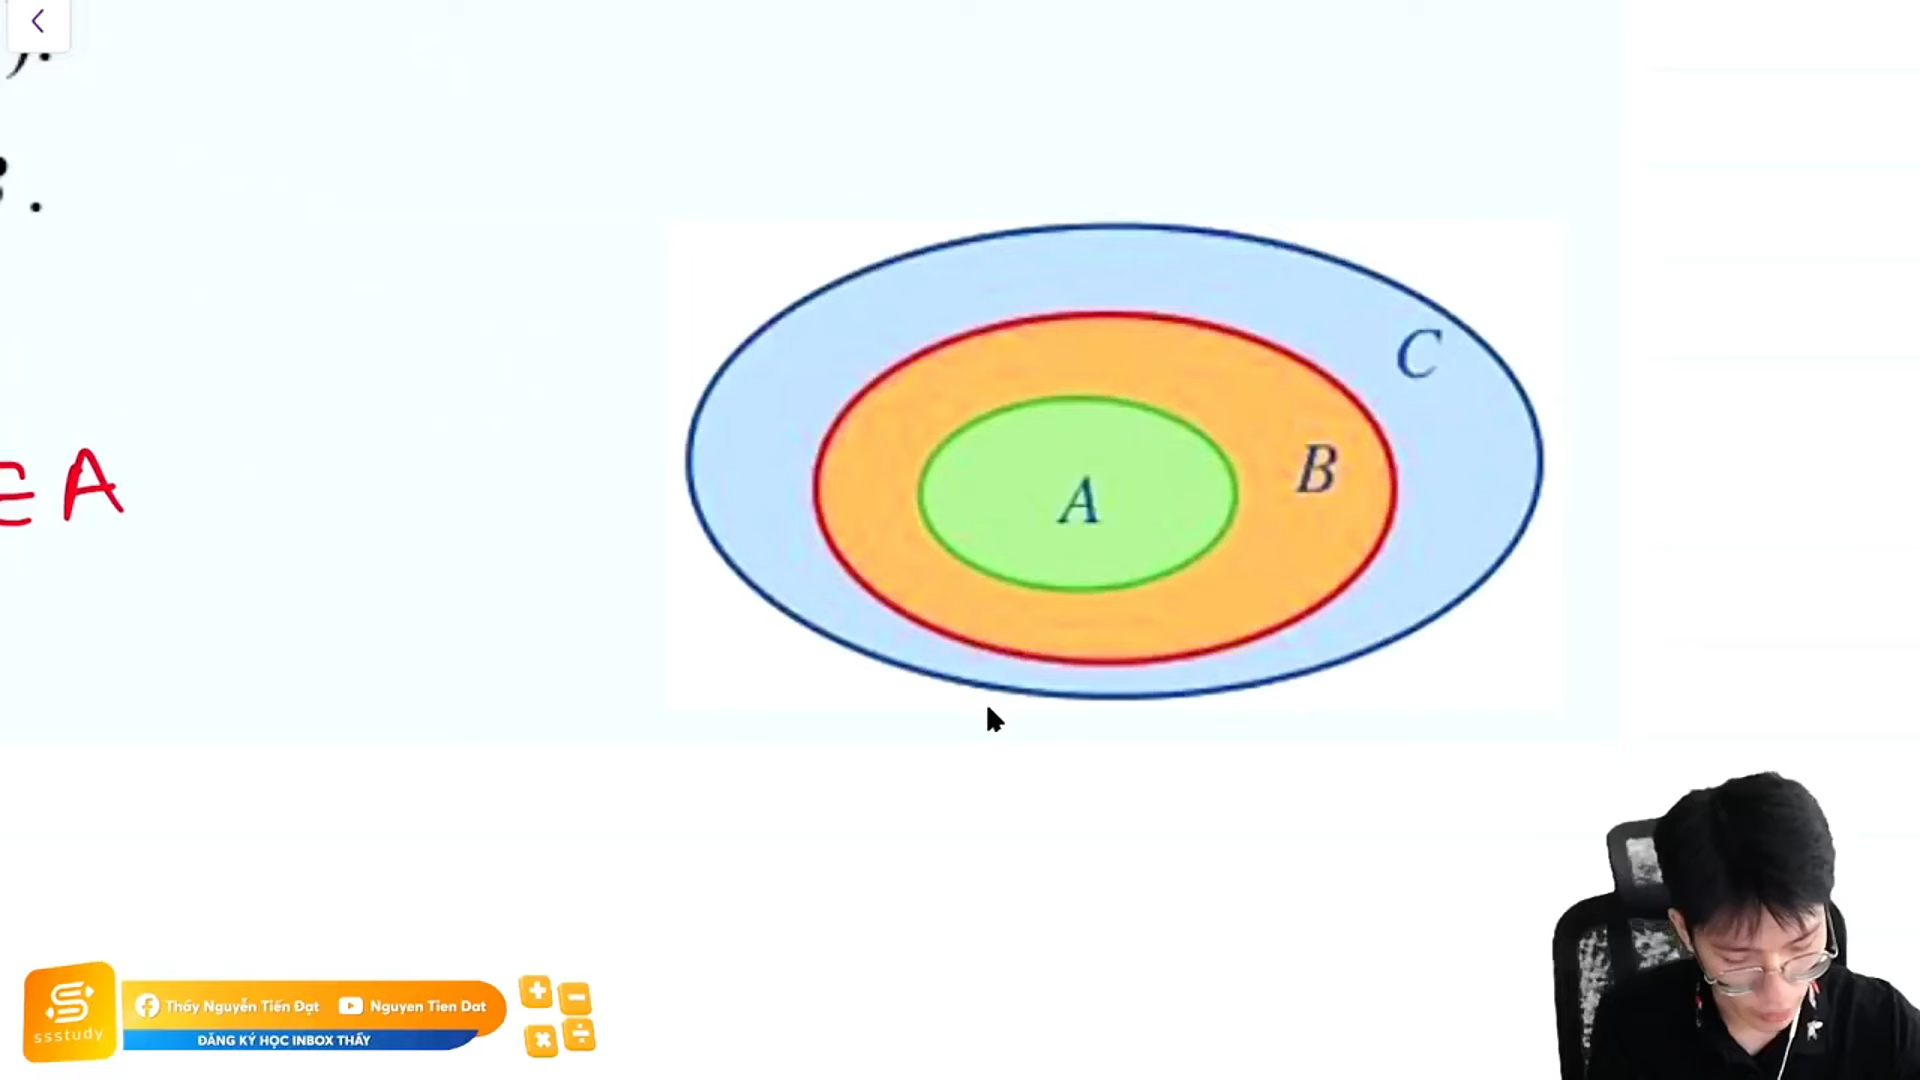 ).
.
C
B
A
∈ A
ssstudy
Thầy Nguyễn Tiến Đạt Nguyen Tien Dat
ĐĂNG KÝ HỌC INBOX THẦY